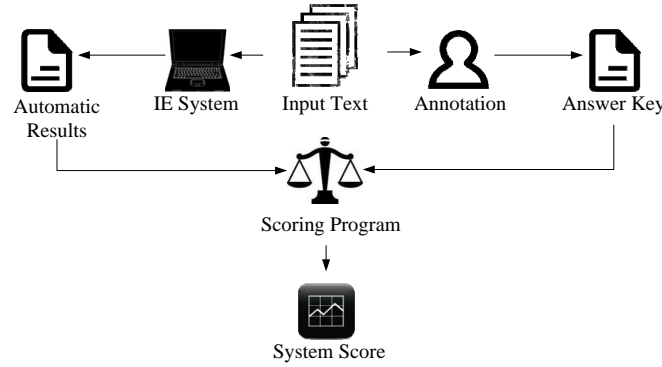 Automatic
Results
IE System
Input Text
Annotation
Answer Key
Scoring Program
System Score